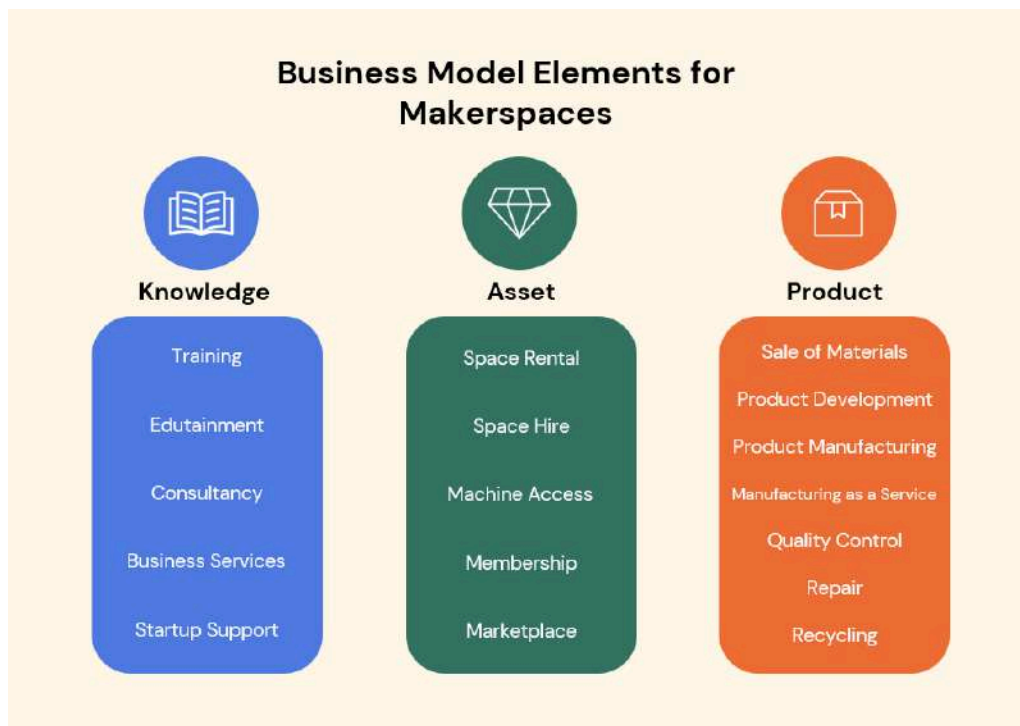 Business Model Elements for
Makerspaces
Knowledge
Training
Edutainment
Consultancy
Business Services
Startup Support
Asset
Space Rental
Space Hire
Machine Access
Membership
Marketplace
Product
Sale of Materials
Product Development
Product Manufacturing
Manufacturing as a Service
Quality Control
Repair
Recycling